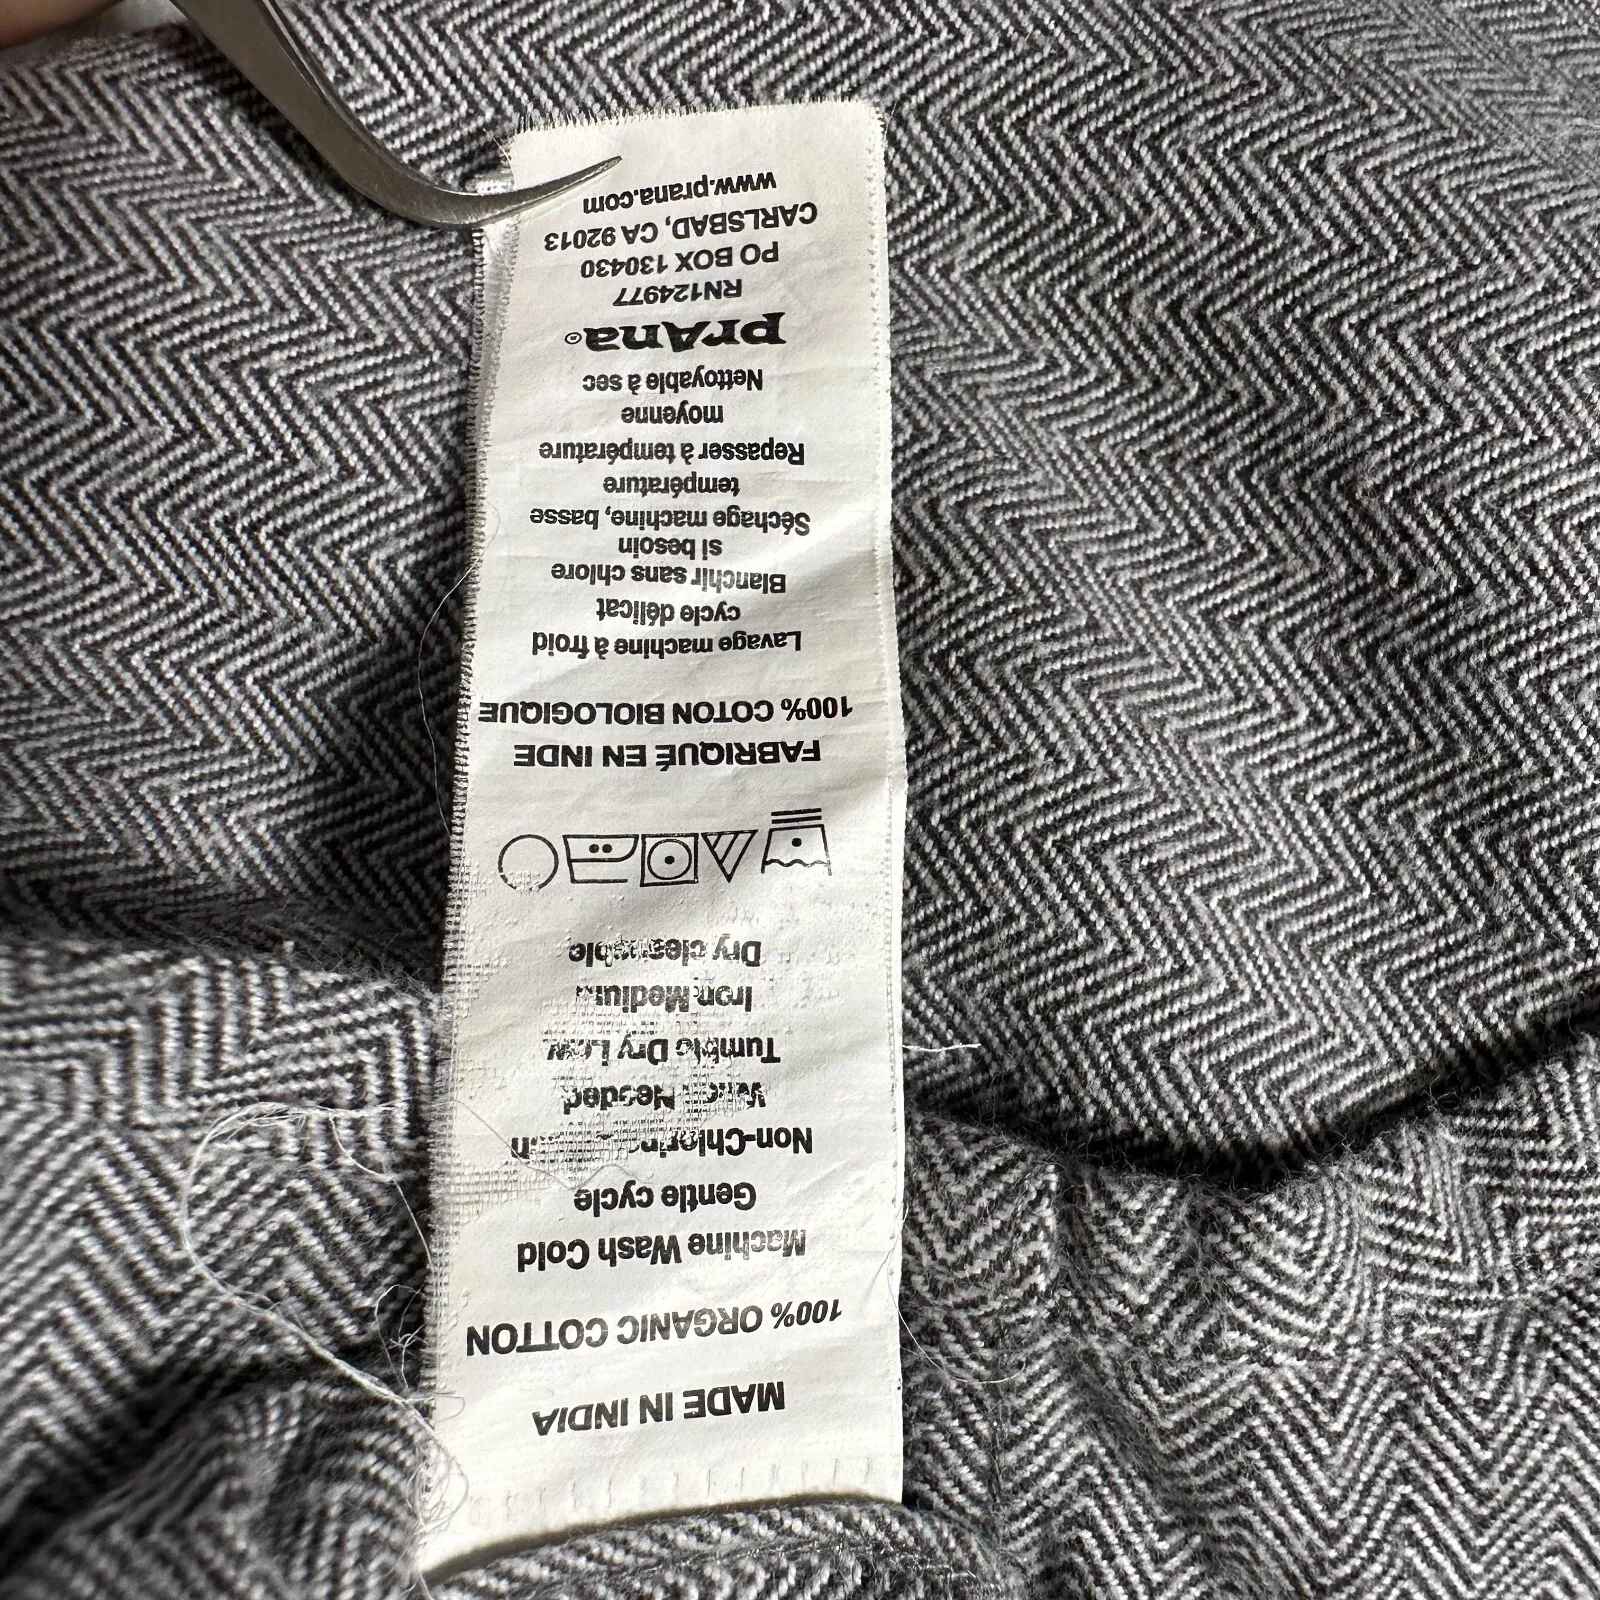 MADE IN INDIA
100% ORGANIC COTTON
Machine Wash Cold
Gentle cycle
Needed
Tumble Dry Low
Iron Medium
Dry cleanable
FABRIQUÉ EN INDE
100% COTON BIOLOGIQUE
Lavage machine à froid
cycle délicat
Blanchir sans chlore
si besoin
Séchage machine, basse
température
Repasser à température
moyenne
Nettoyable à sec
prAna®
RN124977
PO BOX 130430
CARLSBAD, CA 92013
www.prana.com